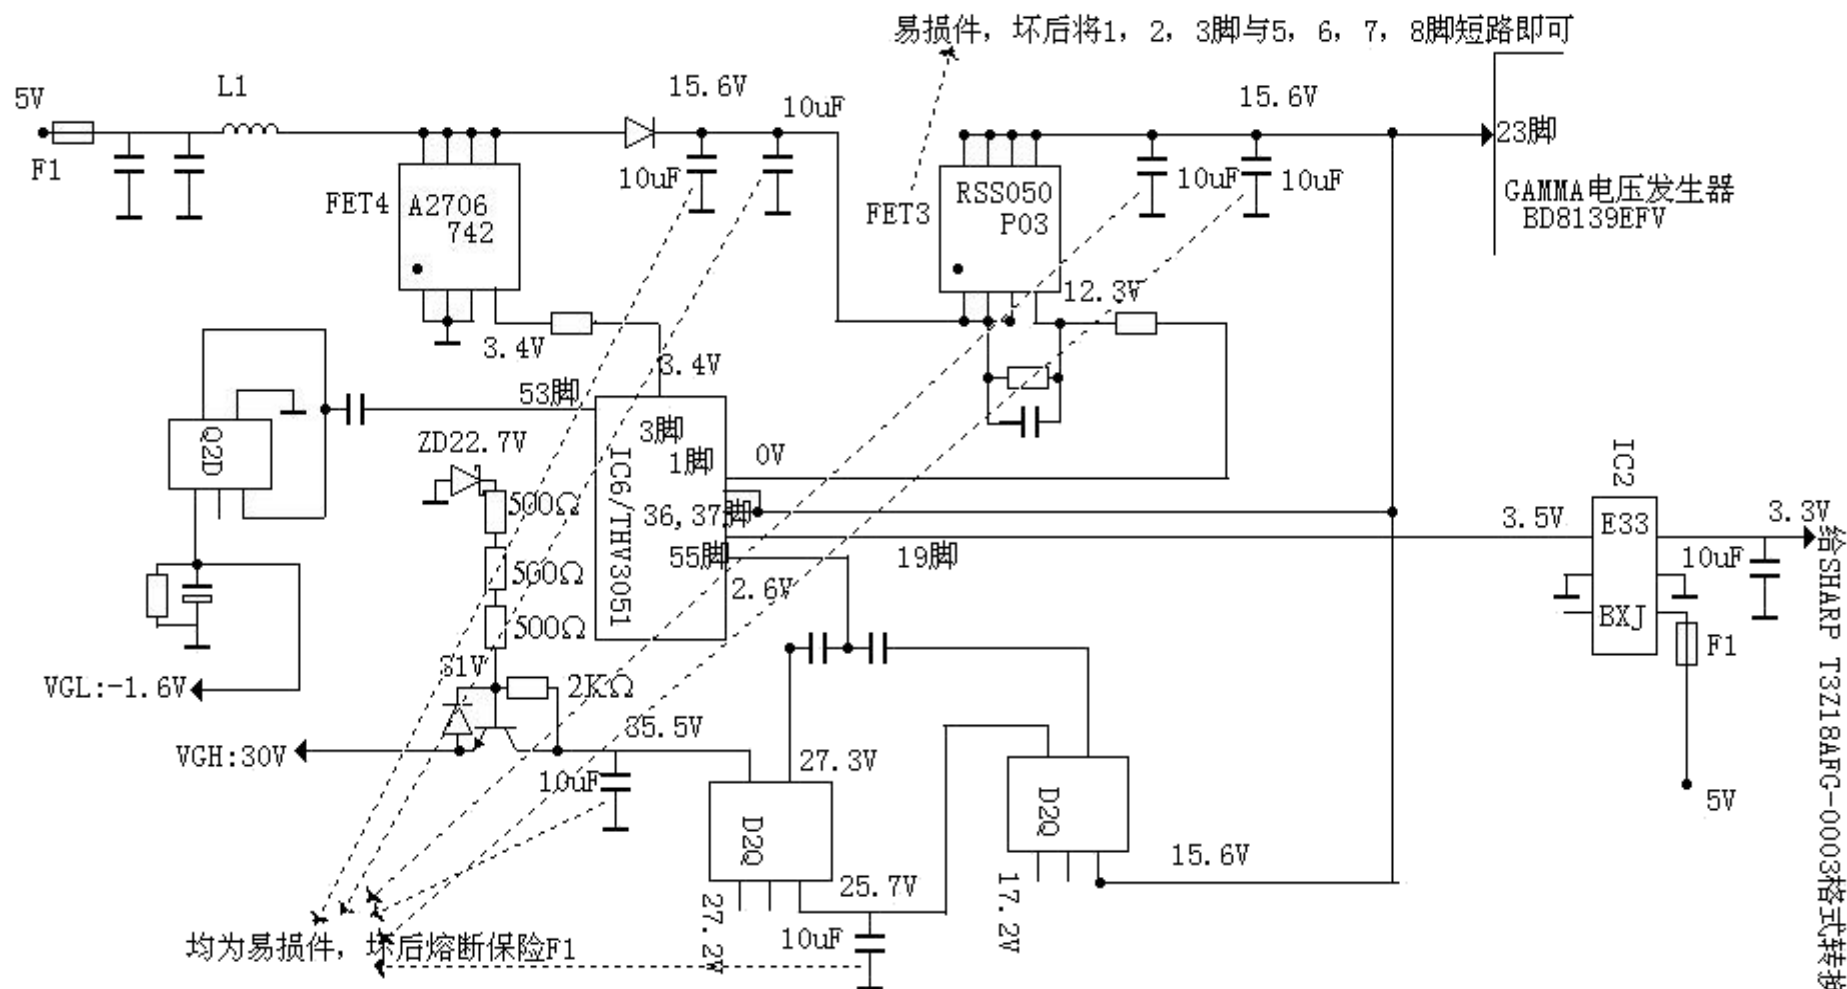 易损件，坏后将1，2，3脚与5，6，7，8脚短路即可
5V
L1
15.6V
10uF
15.6V
F1
10uF
FET4
A2706
742
FET3
RSS050
P03
10uF
10uF
23脚
GAMMA电压发生器
BD8139EFV
12.3V
3.4V
3.4V
53脚
3脚
1脚
0V
Q2D
ZD22.7V
IC6/THV3051
500Ω
36,37脚
55脚
19脚
3.5V
IC2
E33
3.3V
10uF
500Ω
2.6V
500Ω
BXJ
F1
给SHARP T3Z18AFG-0003格式转换
VGL:-1.6V
S1V
2KΩ
35.5V
VGH:30V
10uF
27.3V
5V
D2Q
D2Q
15.6V
25.7V
27.2V
17.2V
10uF
均为易损件，坏后熔断保险F1